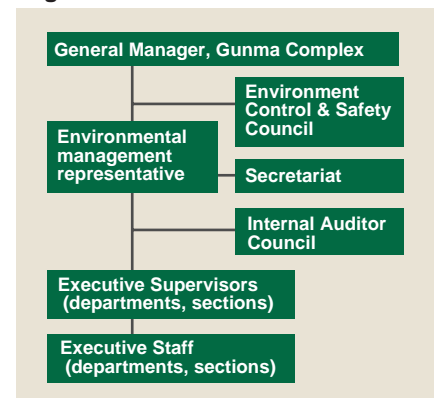 General Manager, Gunma Complex
Environment
Control & Safety
Council
Environmental
management
representative
Secretariat
Internal Auditor
Council
Executive Supervisors
(departments, sections)
Executive Staff
(departments, sections)